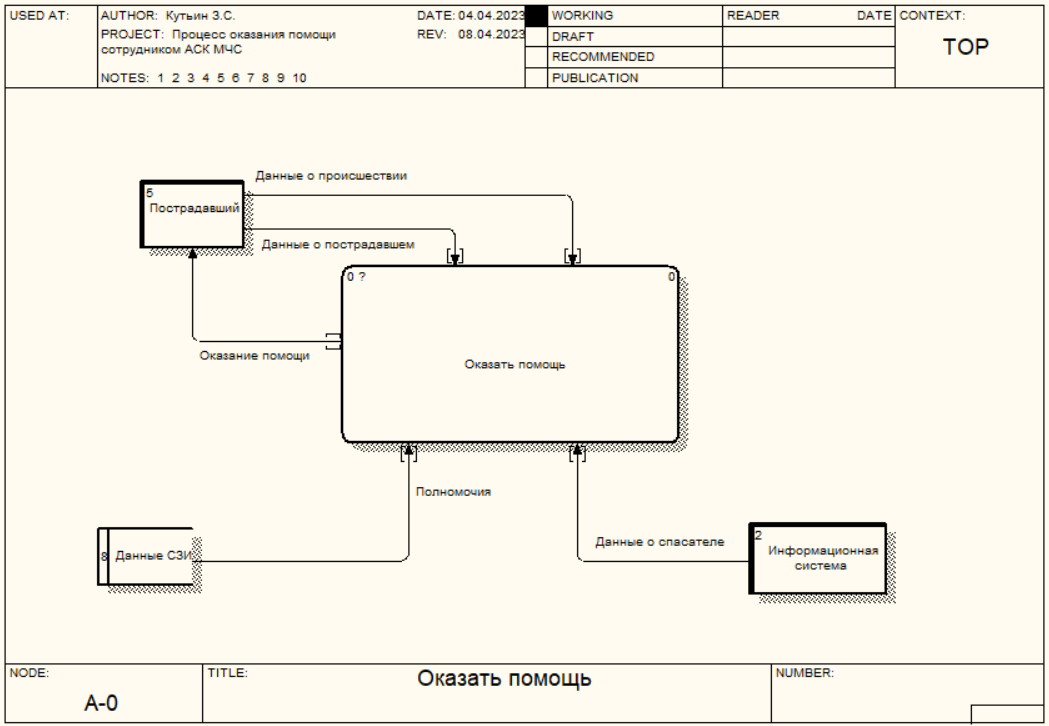 USED AT:
AUTHOR: Кутьин З.С.
DATE: 04.04.2023
PROJECT: Процесс оказания помощи
сотрудником АСК МЧС
REV: 08.04.2023
NOTES: 1 2 3 4 5 6 7 8 9 10
WORKING
DRAFT
RECOMMENDED
PUBLICATION
READER
DATE
CONTEXT:
TOP
Данные о происшествии
5
Пострадавший
Данные о пострадавшем
0 ?
0
Оказание помощи
Оказать помощь
Полномочия
8
Данные СЗИ
Данные о спасателе
2
Информационная
система
NODE:
A-0
TITLE:
Оказать помощь
NUMBER: